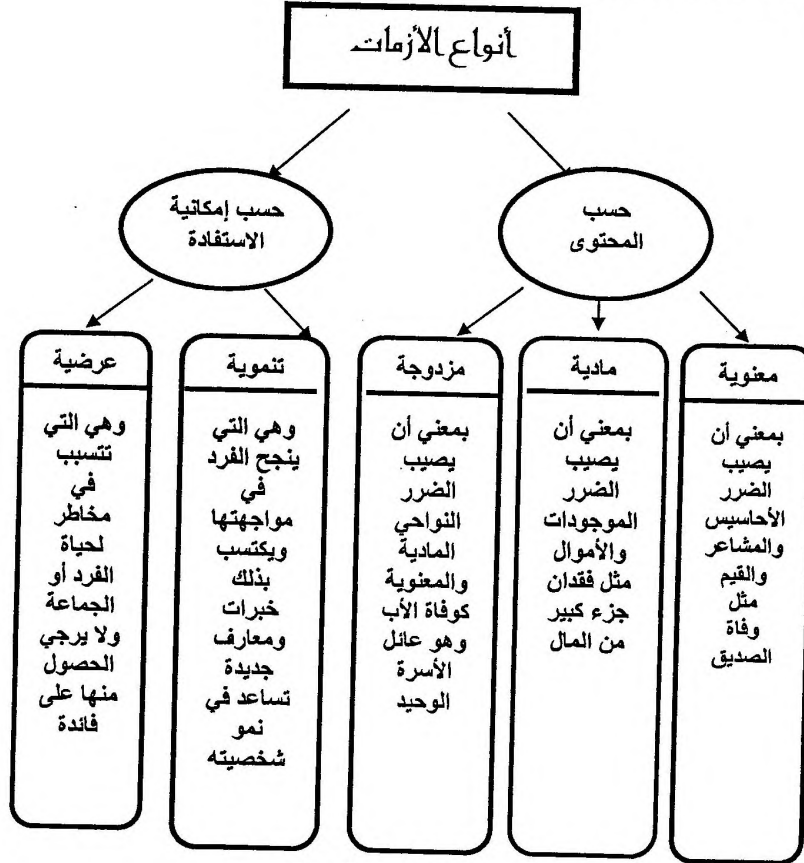 أنواع الأزمات
حسب
المحتوى
حسب إمكانية
الاستفادة
معنوية
بمعني أن
يصيب
الضرر
الأحاسيس
والمشاعر
والقيم
مثل
وفاة
الصديق
مادية
بمعني أن
يصيب
الضرر
الموجودات
والأموال
مثل فقدان
جزء كبير
من المال
مزدوجة
بمعني أن
يصيب
الضرر
النواحي
المادية
والمعنوية
كوفاة الأب
وهو عائل
الأسرة
الوحيد
تنموية
وهي التي
ينجح الفرد
في
مواجهتها
ويكتسب
بذلك
خبرات
ومعارف
جديدة
تساعد في
نمو
شخصيته
عرضية
وهي التي
تتسبب
في
مخاطر
لحياة
الفرد أو
الجماعة
ولا يرجي
الحصول
منها على
فائدة